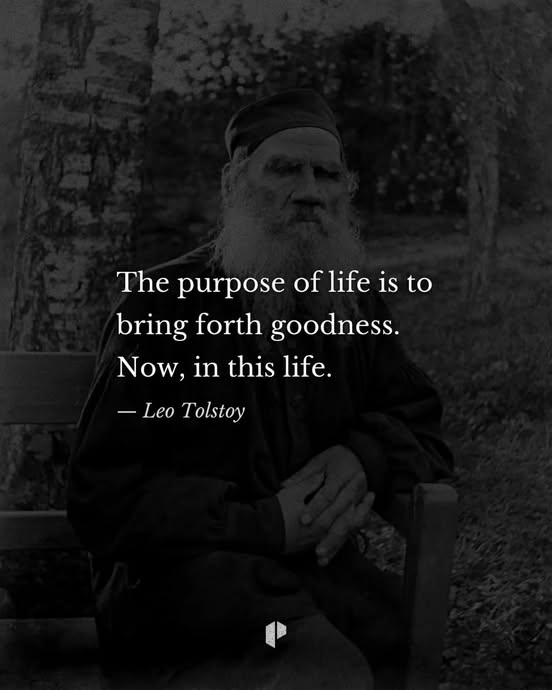 The purpose of life is to
bring forth goodness.
Now, in this life.
— Leo Tolstoy